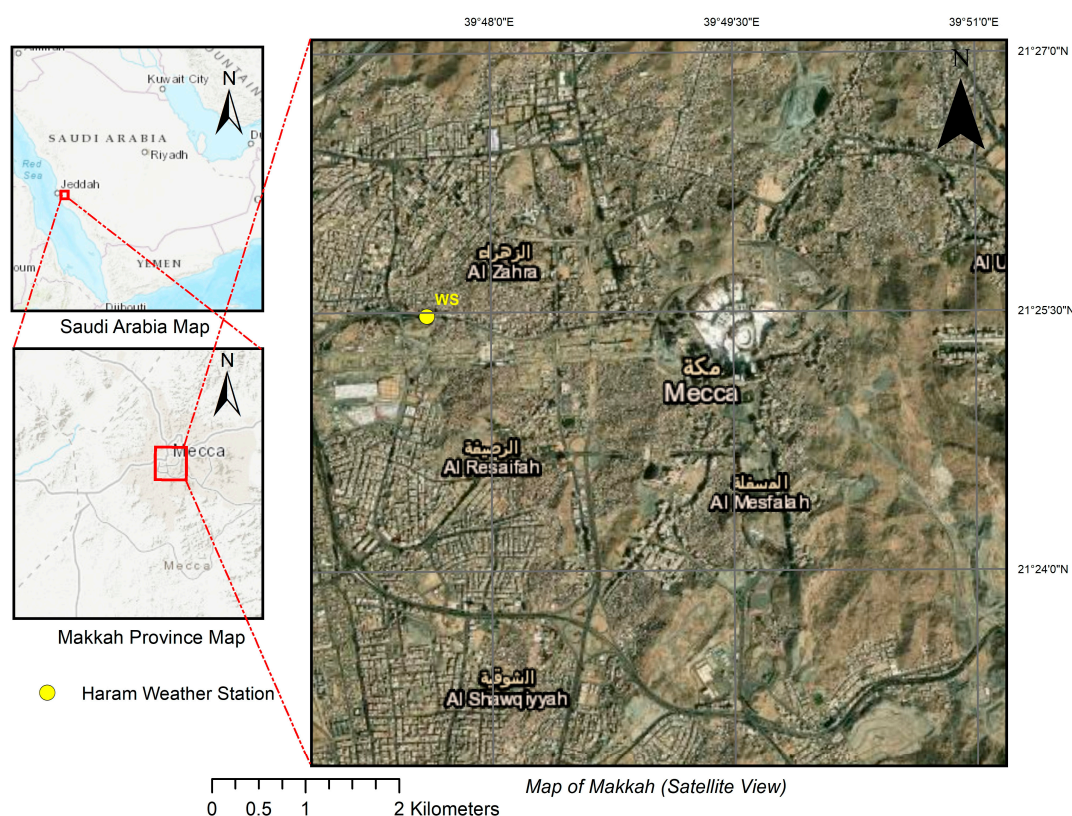 39°48'0"E
39°49'30"E
39°51'0"E
21°27'0"N
21°25'30"N
21°24'0"N
Kuwait City
N
SAUDI ARABIA
Riyadh
Red
Sea
Jeddah
YEMEN
Djibouti
Saudi Arabia Map
N
Mecca
Mecca
Makkah Province Map
Haram Weather Station
N
الزهراء
Al Zahra
Al U
WS
مكة
Mecca
الرصيفة
Al Resaifah
المسفلة
Al Mesfalah
الشوقية
Al Shawqiyyah
0 0.5 1 2 Kilometers
Map of Makkah (Satellite View)